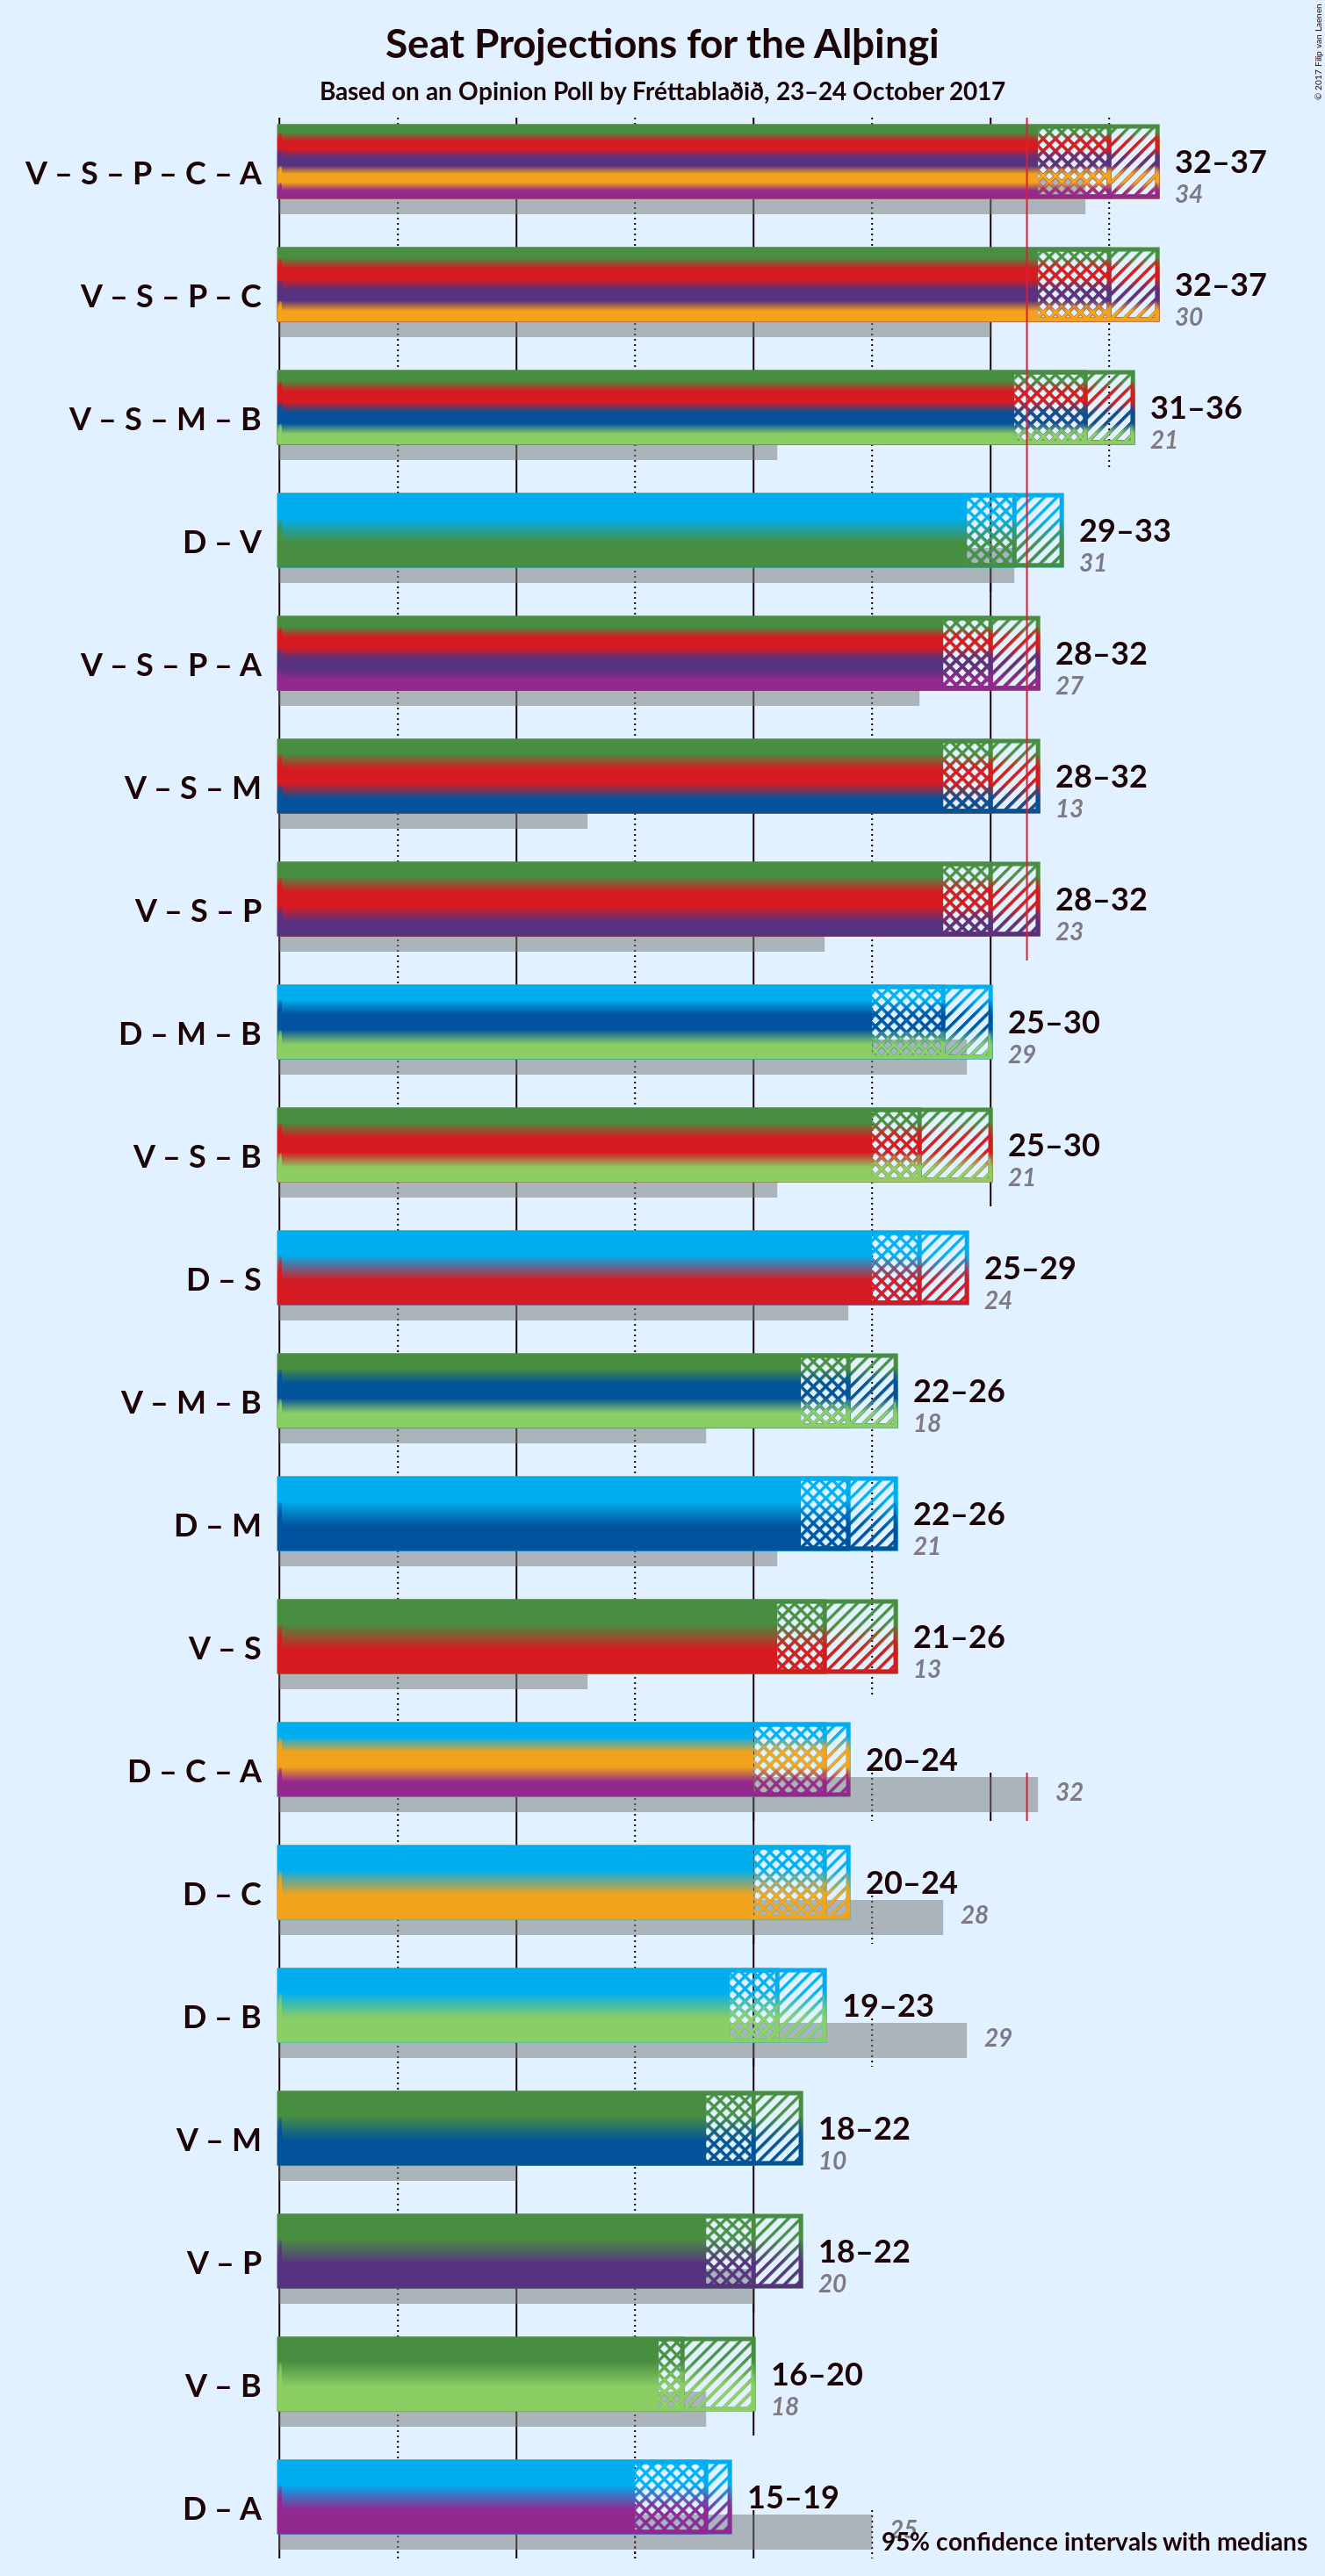 Seat Projections for the Alþingi
Based on an Opinion Poll by Fréttablaðið, 23–24 October 2017
© 2017 Filip van Laenen
V – S – P – C – A
32–37
34
V – S – P – C
32–37
30
V – S – M – B
31–36
21
D – V
29–33
31
V – S – P – A
28–32
27
V – S – M
28–32
13
V – S – P
28–32
23
D – M – B
25–30
29
V – S – B
25–30
21
D – S
25–29
24
V – M – B
22–26
18
D – M
22–26
21
V – S
21–26
13
D – C – A
20–24
32
D – C
20–24
28
D – B
19–23
29
V – M
18–22
10
V – P
18–22
20
V – B
16–20
18
D – A
15–19
25
95% confidence intervals with medians